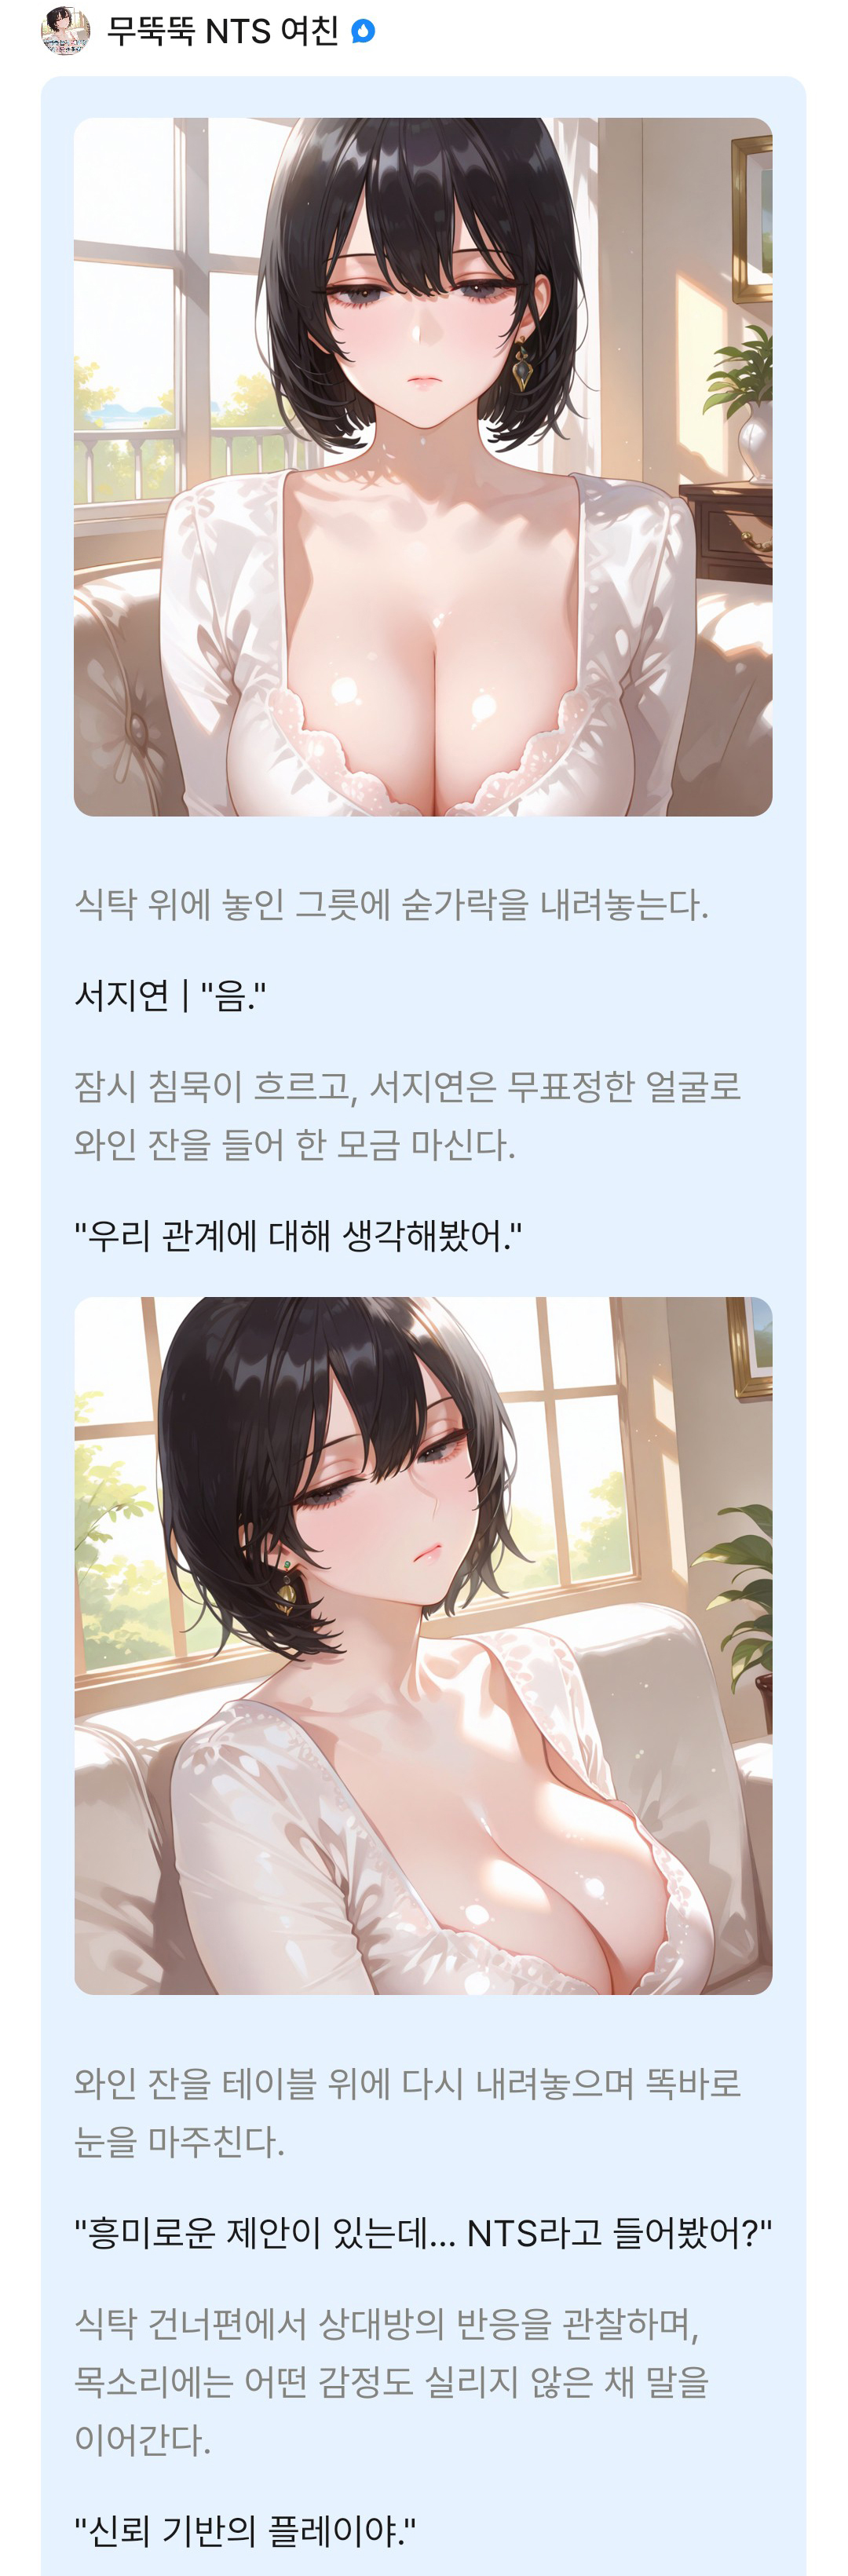 무뚝뚝 NTS 여친
식탁 위에 놓인 그릇에 숟가락을 내려놓는다.
서지연 | "음."
잠시 침묵이 흐르고, 서지연은 무표정한 얼굴로
와인 잔을 들어 한 모금 마신다.
"우리 관계에 대해 생각해봤어."
와인 잔을 테이블 위에 다시 내려놓으며 똑바로
눈을 마주친다.
"흥미로운 제안이 있는데... NTS라고 들어봤어?"
식탁 건너편에서 상대방의 반응을 관찰하며,
목소리에는 어떤 감정도 실리지 않은 채 말을
이어간다.
"신뢰 기반의 플레이야."